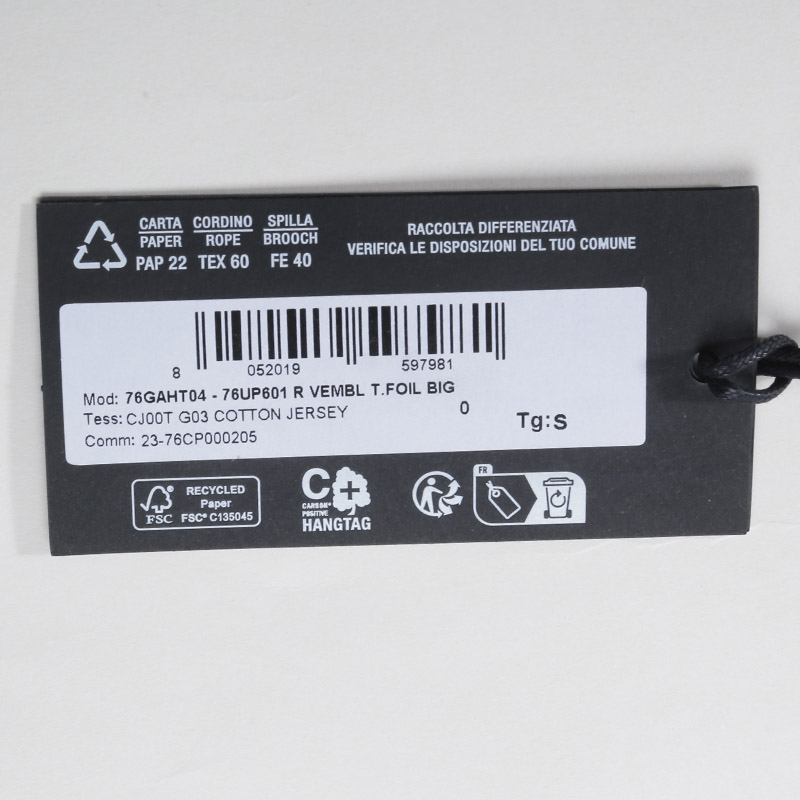 CARTA CORDINO SPILLA
PAPER ROPE BROOCH
PAP 22 TEX 60 FE 40
RACCOLTA DIFFERENZIATA
VERIFICA LE DISPOSIZIONI DEL TUO COMUNE
8 052019 597981
Mod: 76GAHT04 - 76UP601 R VEMBL T.FOIL BIG
Tess: CJ00T G03 COTTON JERSEY 0
Tg: S
Comm: 23-76CP000205
FSC
RECYCLED
Paper
FSC® C135045
C+
CARBON*
POSITIVE
HANGTAG
FR